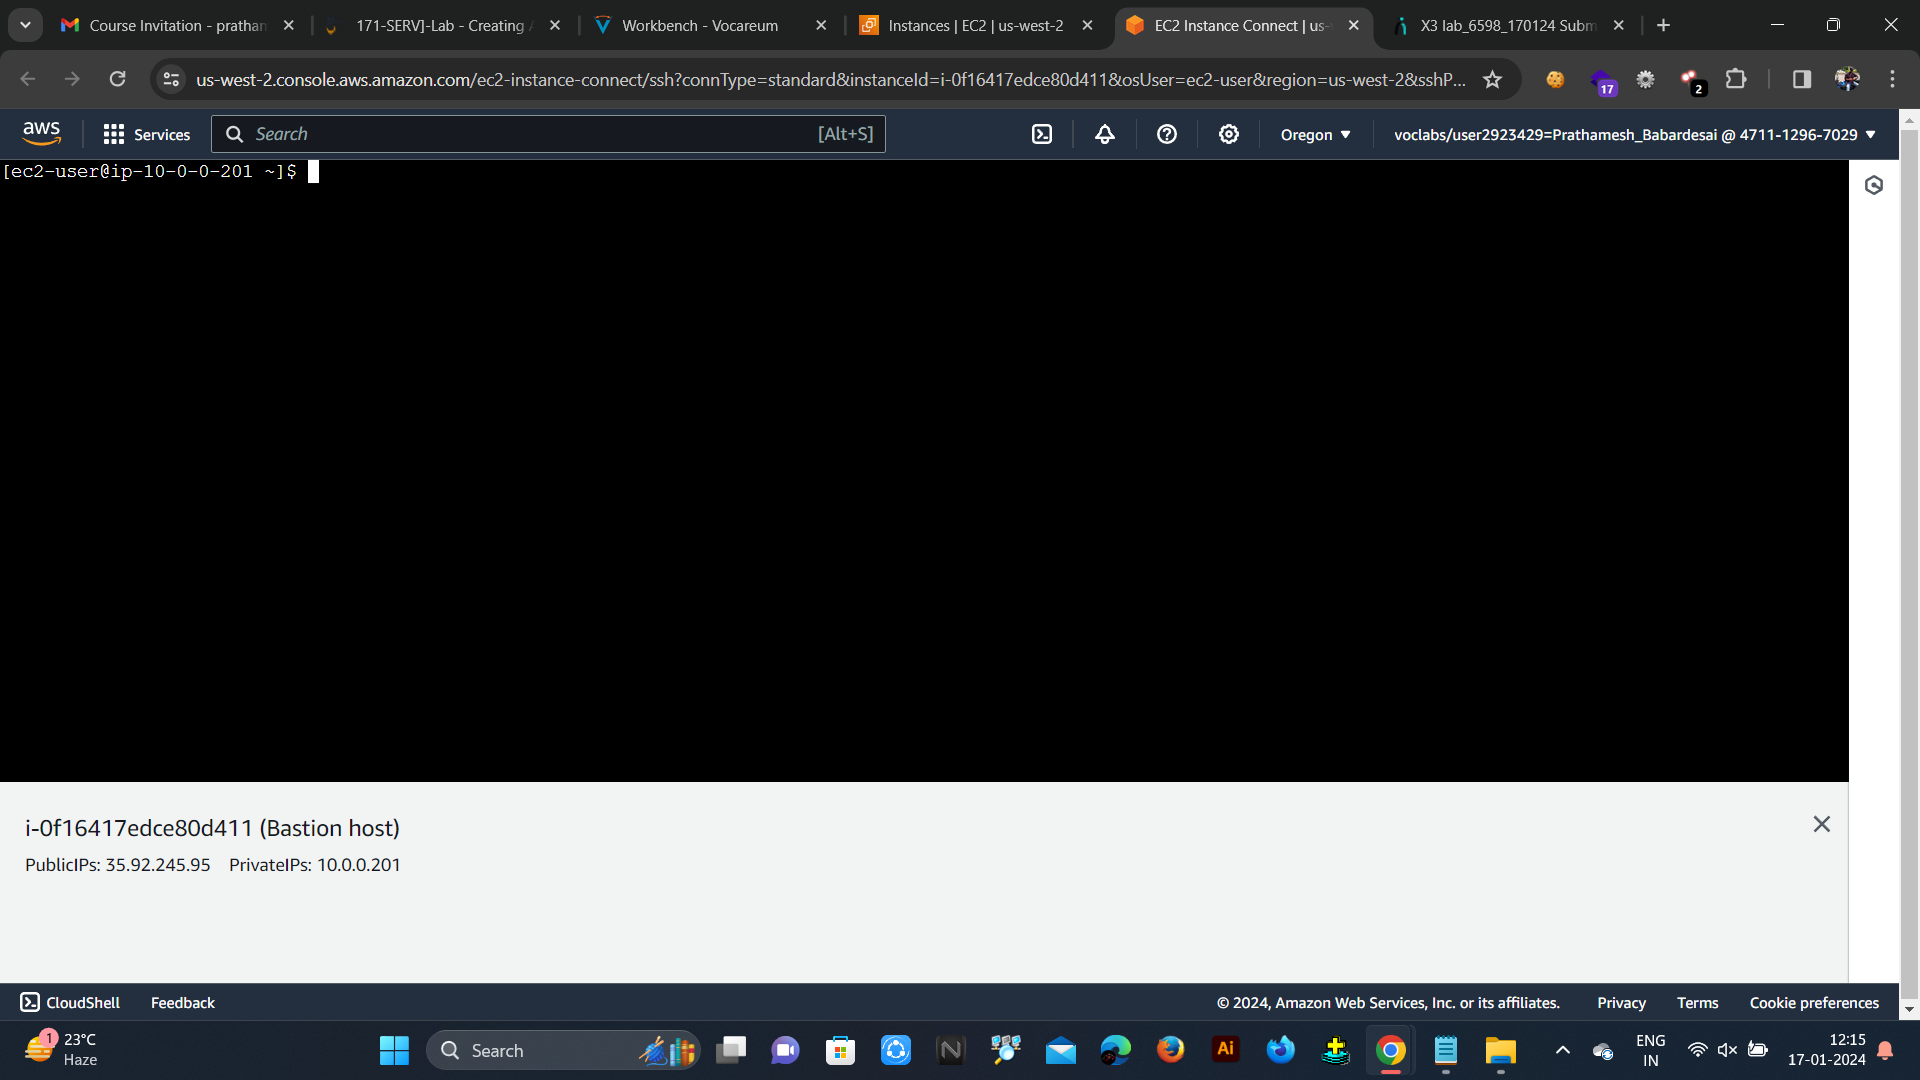 Course Invitation - prathan
171-SERV]-Lab - Creating
Workbench - Vocareum
Instances | EC2 | us-west-2
EC2 Instance Connect | us-
X3 lab_6598_170124 Subm
us-west-2.console.aws.amazon.com/ec2-instance-connect/ssh?connType=standard&instanceId=i-0f16417edce80d411&osUser=ec2-user&region=us-west-2&sshP...
17
2
aws
Services
Search
[Alt+S]
Oregon
voclabs/user2923429=Prathamesh_Babardesai @ 4711-1296-7029
[ec2-user@ip-10-0-0-201 ~]$
i-0f16417edce80d411 (Bastion host)
PublicIPs: 35.92.245.95 PrivateIPs: 10.0.0.201
CloudShell
Feedback
© 2024, Amazon Web Services, Inc. or its affiliates.
Privacy
Terms
Cookie preferences
1
23°C
Haze
Search
Ai
ENG
IN
12:15
17-01-2024